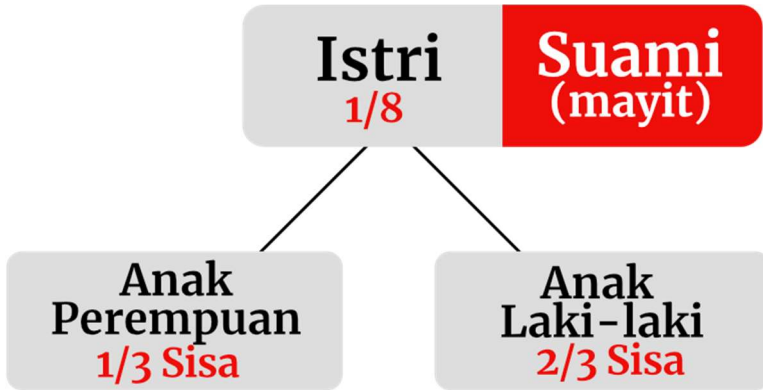 Istri
1/8
Suami
(mayit)
Anak
Perempuan
1/3 Sisa
Anak
Laki-laki
2/3 Sisa